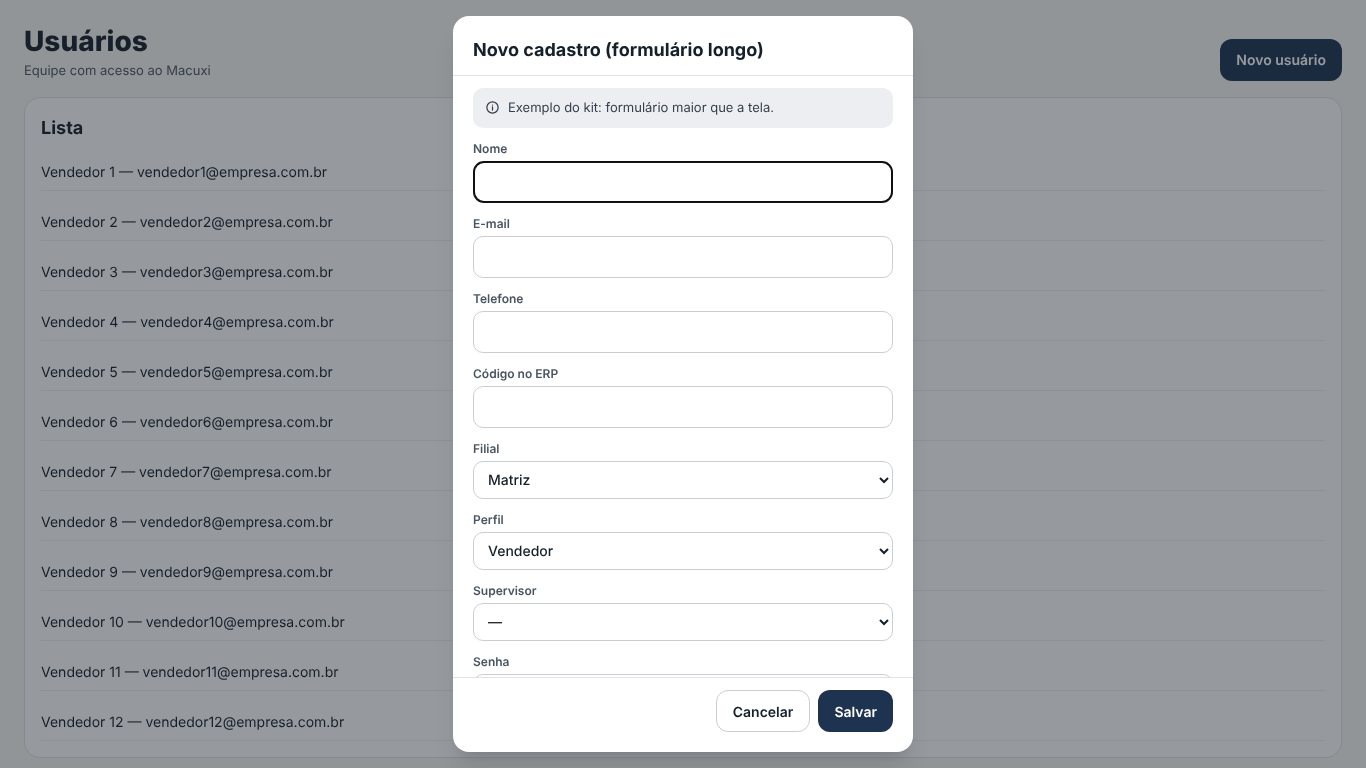 Usuários
Equipe com acesso ao Macuxi
Novo usuário
Lista
Vendedor 1 — vendedor1@empresa.com.br
Vendedor 2 — vendedor2@empresa.com.br
Vendedor 3 — vendedor3@empresa.com.br
Vendedor 4 — vendedor4@empresa.com.br
Vendedor 5 — vendedor5@empresa.com.br
Vendedor 6 — vendedor6@empresa.com.br
Vendedor 7 — vendedor7@empresa.com.br
Vendedor 8 — vendedor8@empresa.com.br
Vendedor 9 — vendedor9@empresa.com.br
Vendedor 10 — vendedor10@empresa.com.br
Vendedor 11 — vendedor11@empresa.com.br
Vendedor 12 — vendedor12@empresa.com.br
Novo cadastro (formulário longo)
Exemplo do kit: formulário maior que a tela.
Nome
E-mail
Telefone
Código no ERP
Filial
Matriz
Perfil
Vendedor
Supervisor
—
Senha
Cancelar
Salvar